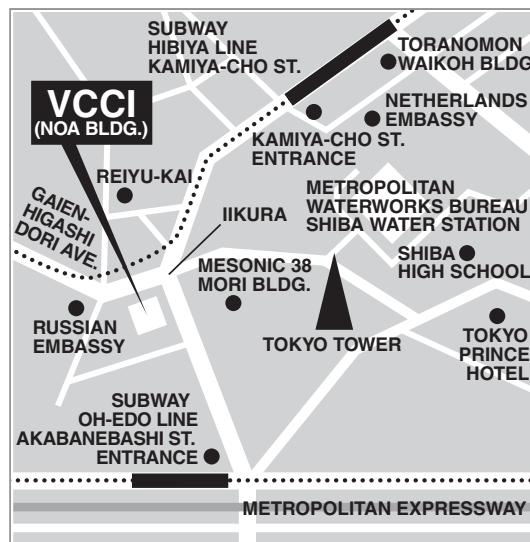 SUBWAY
HIBIYA LINE
KAMIYA-CHO ST.
TORANOMON
WAIKOH BLDG
VCCI
(NOA BLDG.)
NETHERLANDS
EMBASSY
KAMIYA-CHO ST.
ENTRANCE
REIYU-KAI
METROPOLITAN
WATERWORKS BUREAU
SHIBA WATER STATION
GAIEN-
HIGASHI
DORI AVE.
IIKURA
MESONIC 38
MORI BLDG.
SHIBA
HIGH SCHOOL
RUSSIAN
EMBASSY
TOKYO TOWER
TOKYO
PRINCE
HOTEL
SUBWAY
OH-EDO LINE
AKABANEBASHI ST.
ENTRANCE
METROPOLITAN EXPRESSWAY